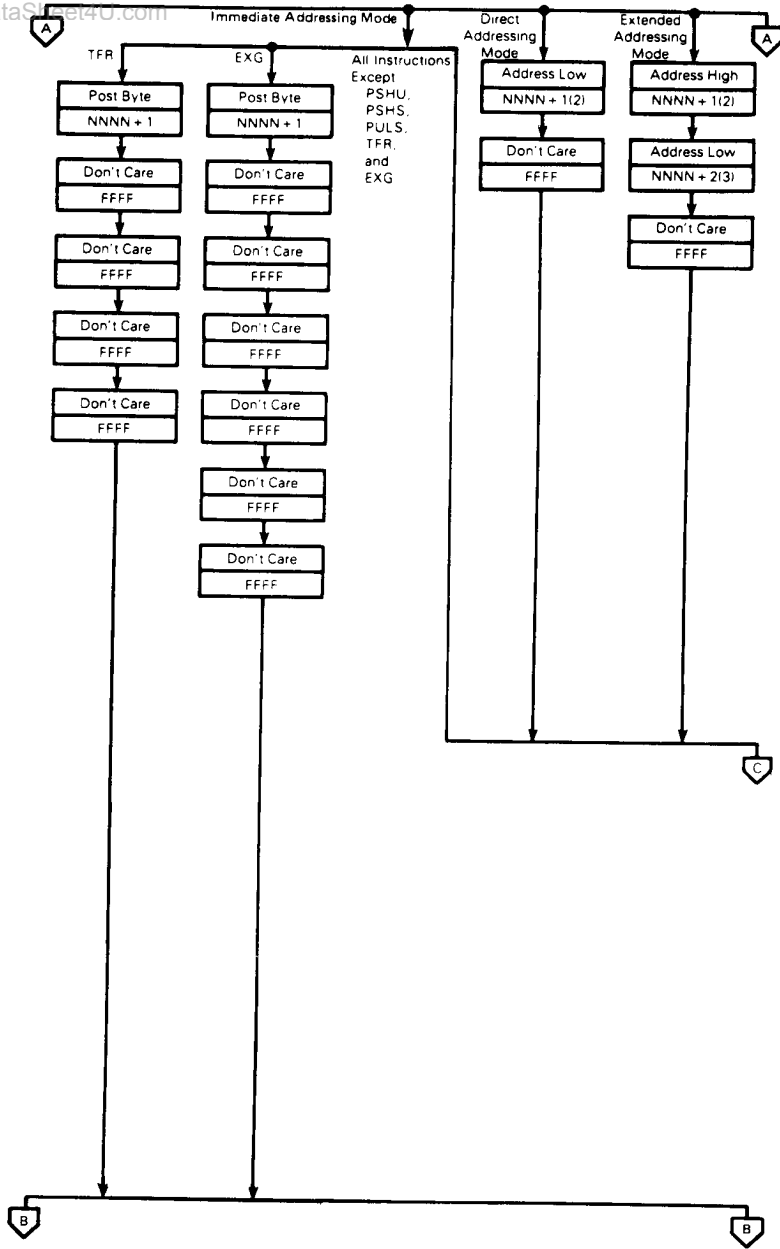 taSheet4U.com
A
Immediate Addressing Mode
Direct
Addressing
Mode
Extended
Addressing
Mode
A
TFR
EXG
All Instructions
Except
PSHU,
PSHS,
PULS,
TFR,
and
EXG
Post Byte
NNNN + 1
Don't Care
FFFF
Don't Care
FFFF
Don't Care
FFFF
Don't Care
FFFF
Post Byte
NNNN + 1
Don't Care
FFFF
Don't Care
FFFF
Don't Care
FFFF
Don't Care
FFFF
Don't Care
FFFF
Don't Care
FFFF
Address Low
NNNN + 1(2)
Don't Care
FFFF
Address High
NNNN + 1(2)
Address Low
NNNN + 2(3)
Don't Care
FFFF
C
B
B